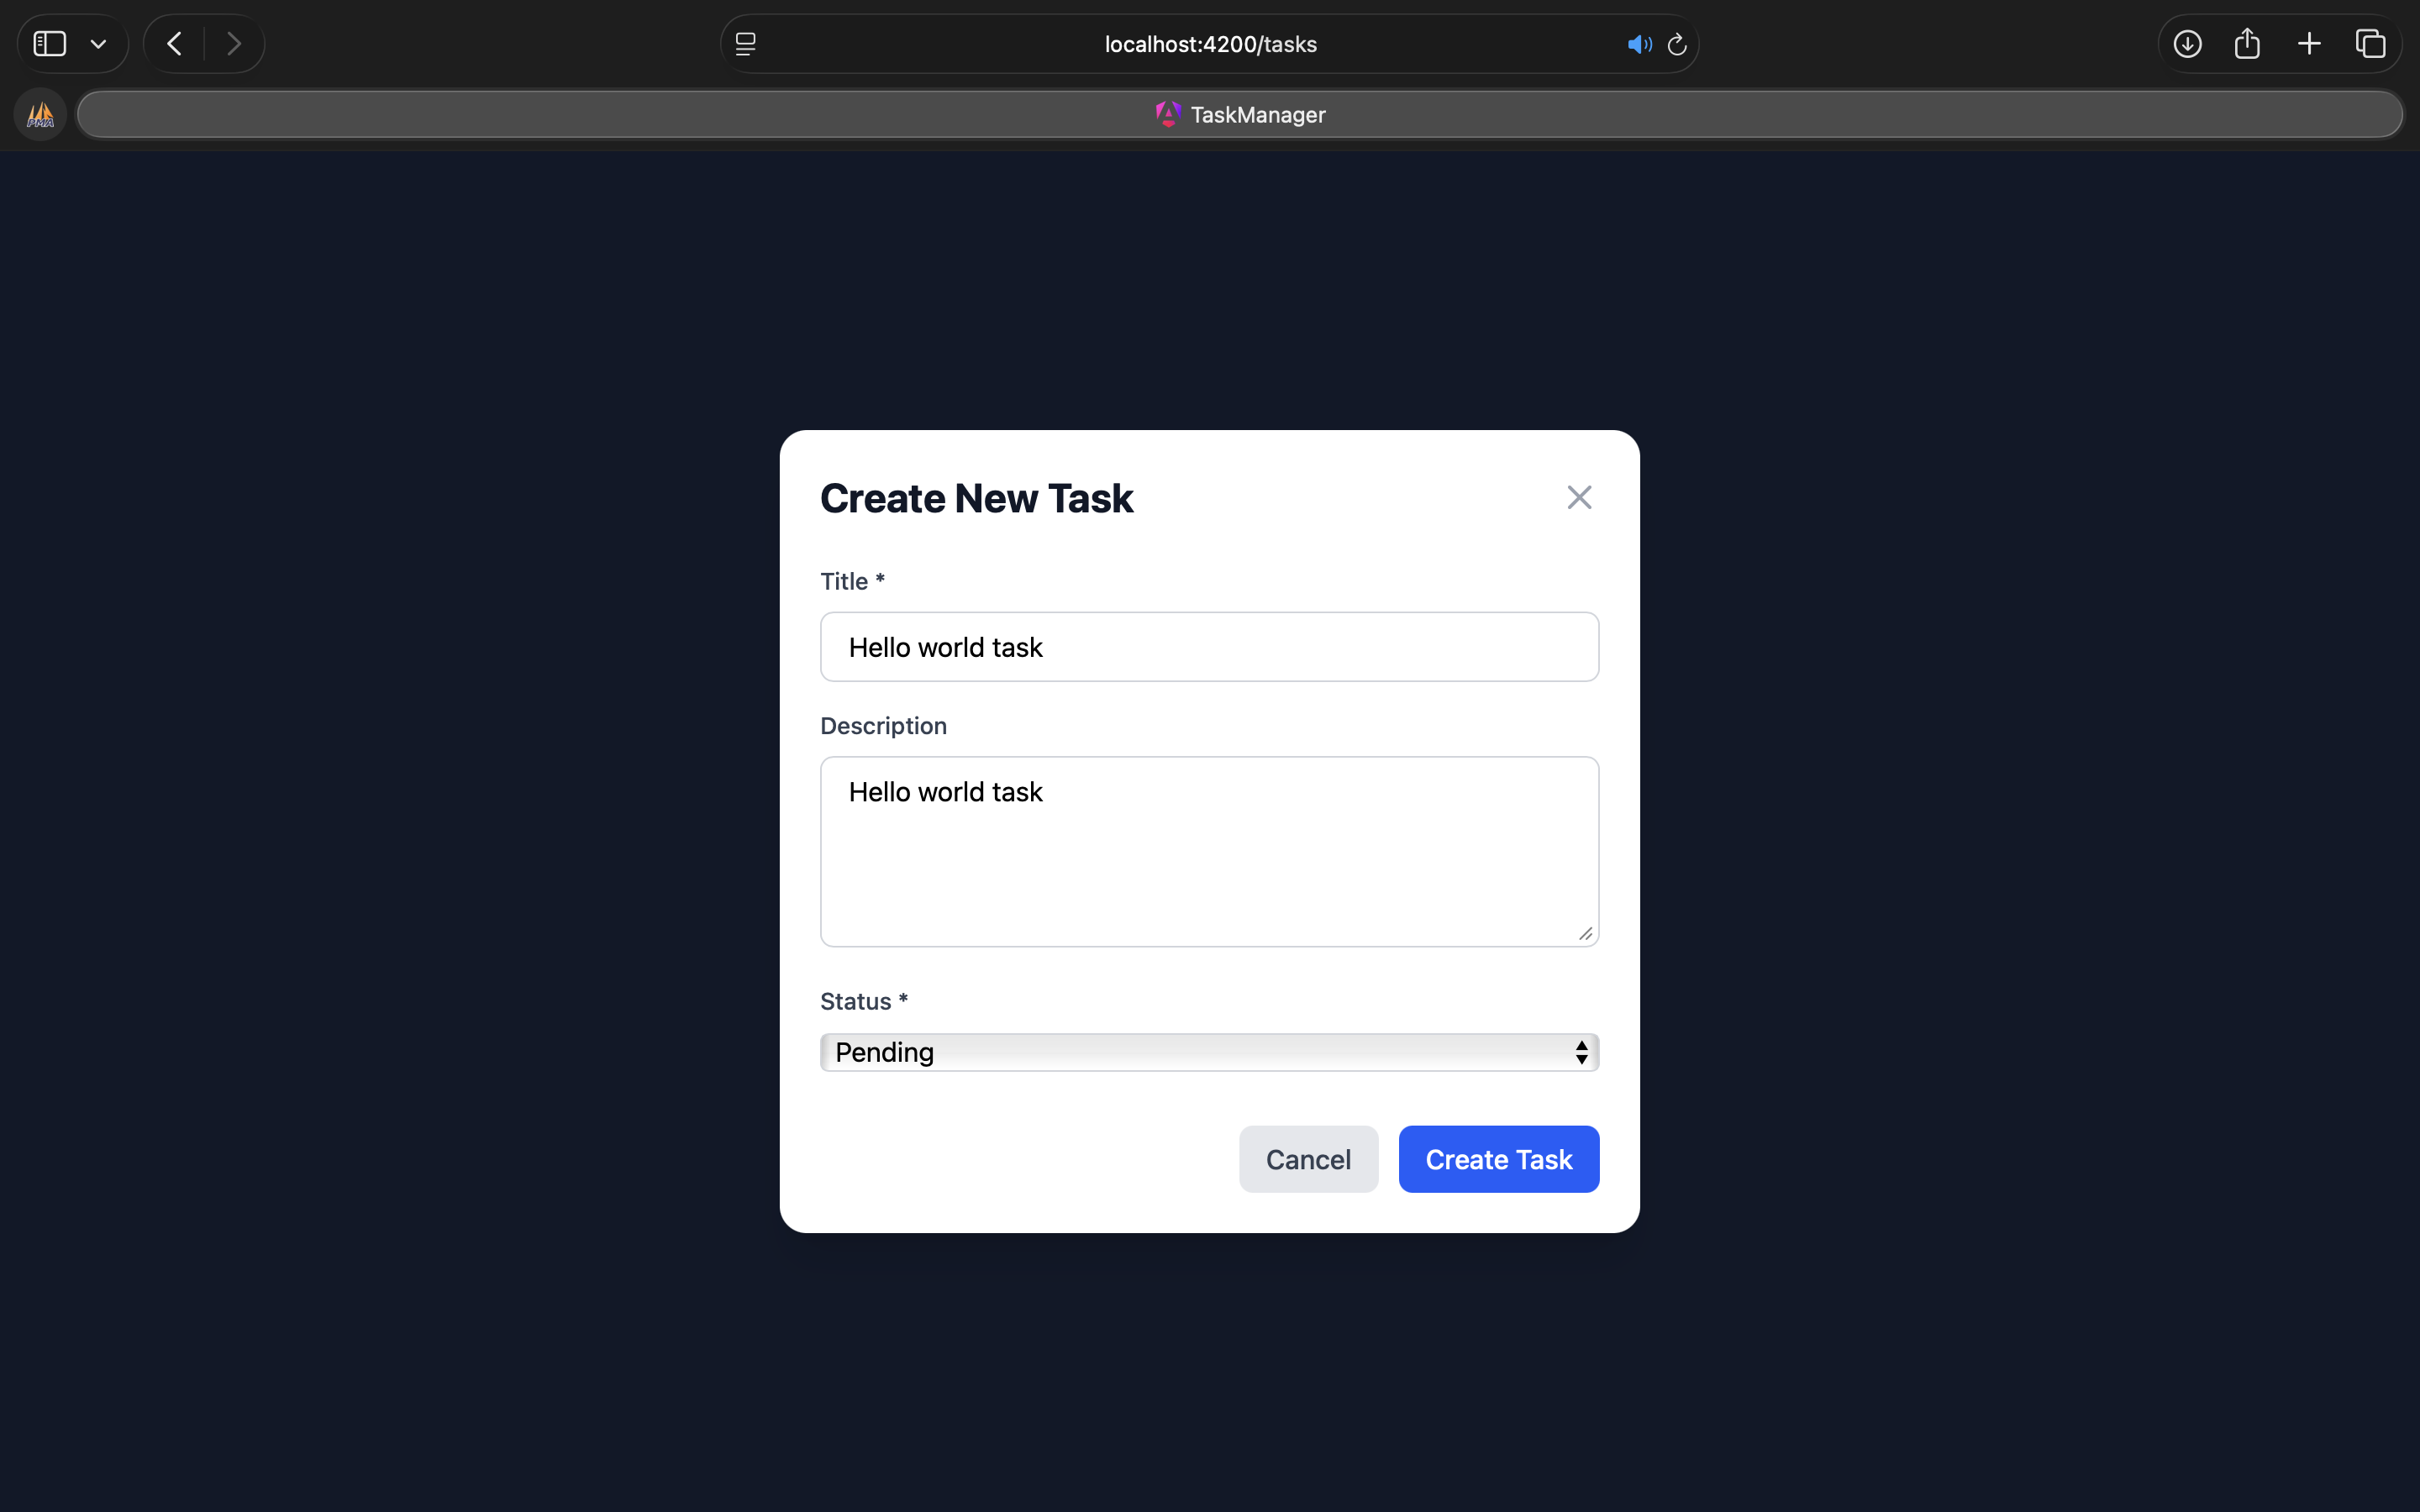 localhost:4200/tasks
PMA
TaskManager
Create New Task
Title *
Hello world task
Description
Hello world task
Status *
Pending
Cancel
Create Task